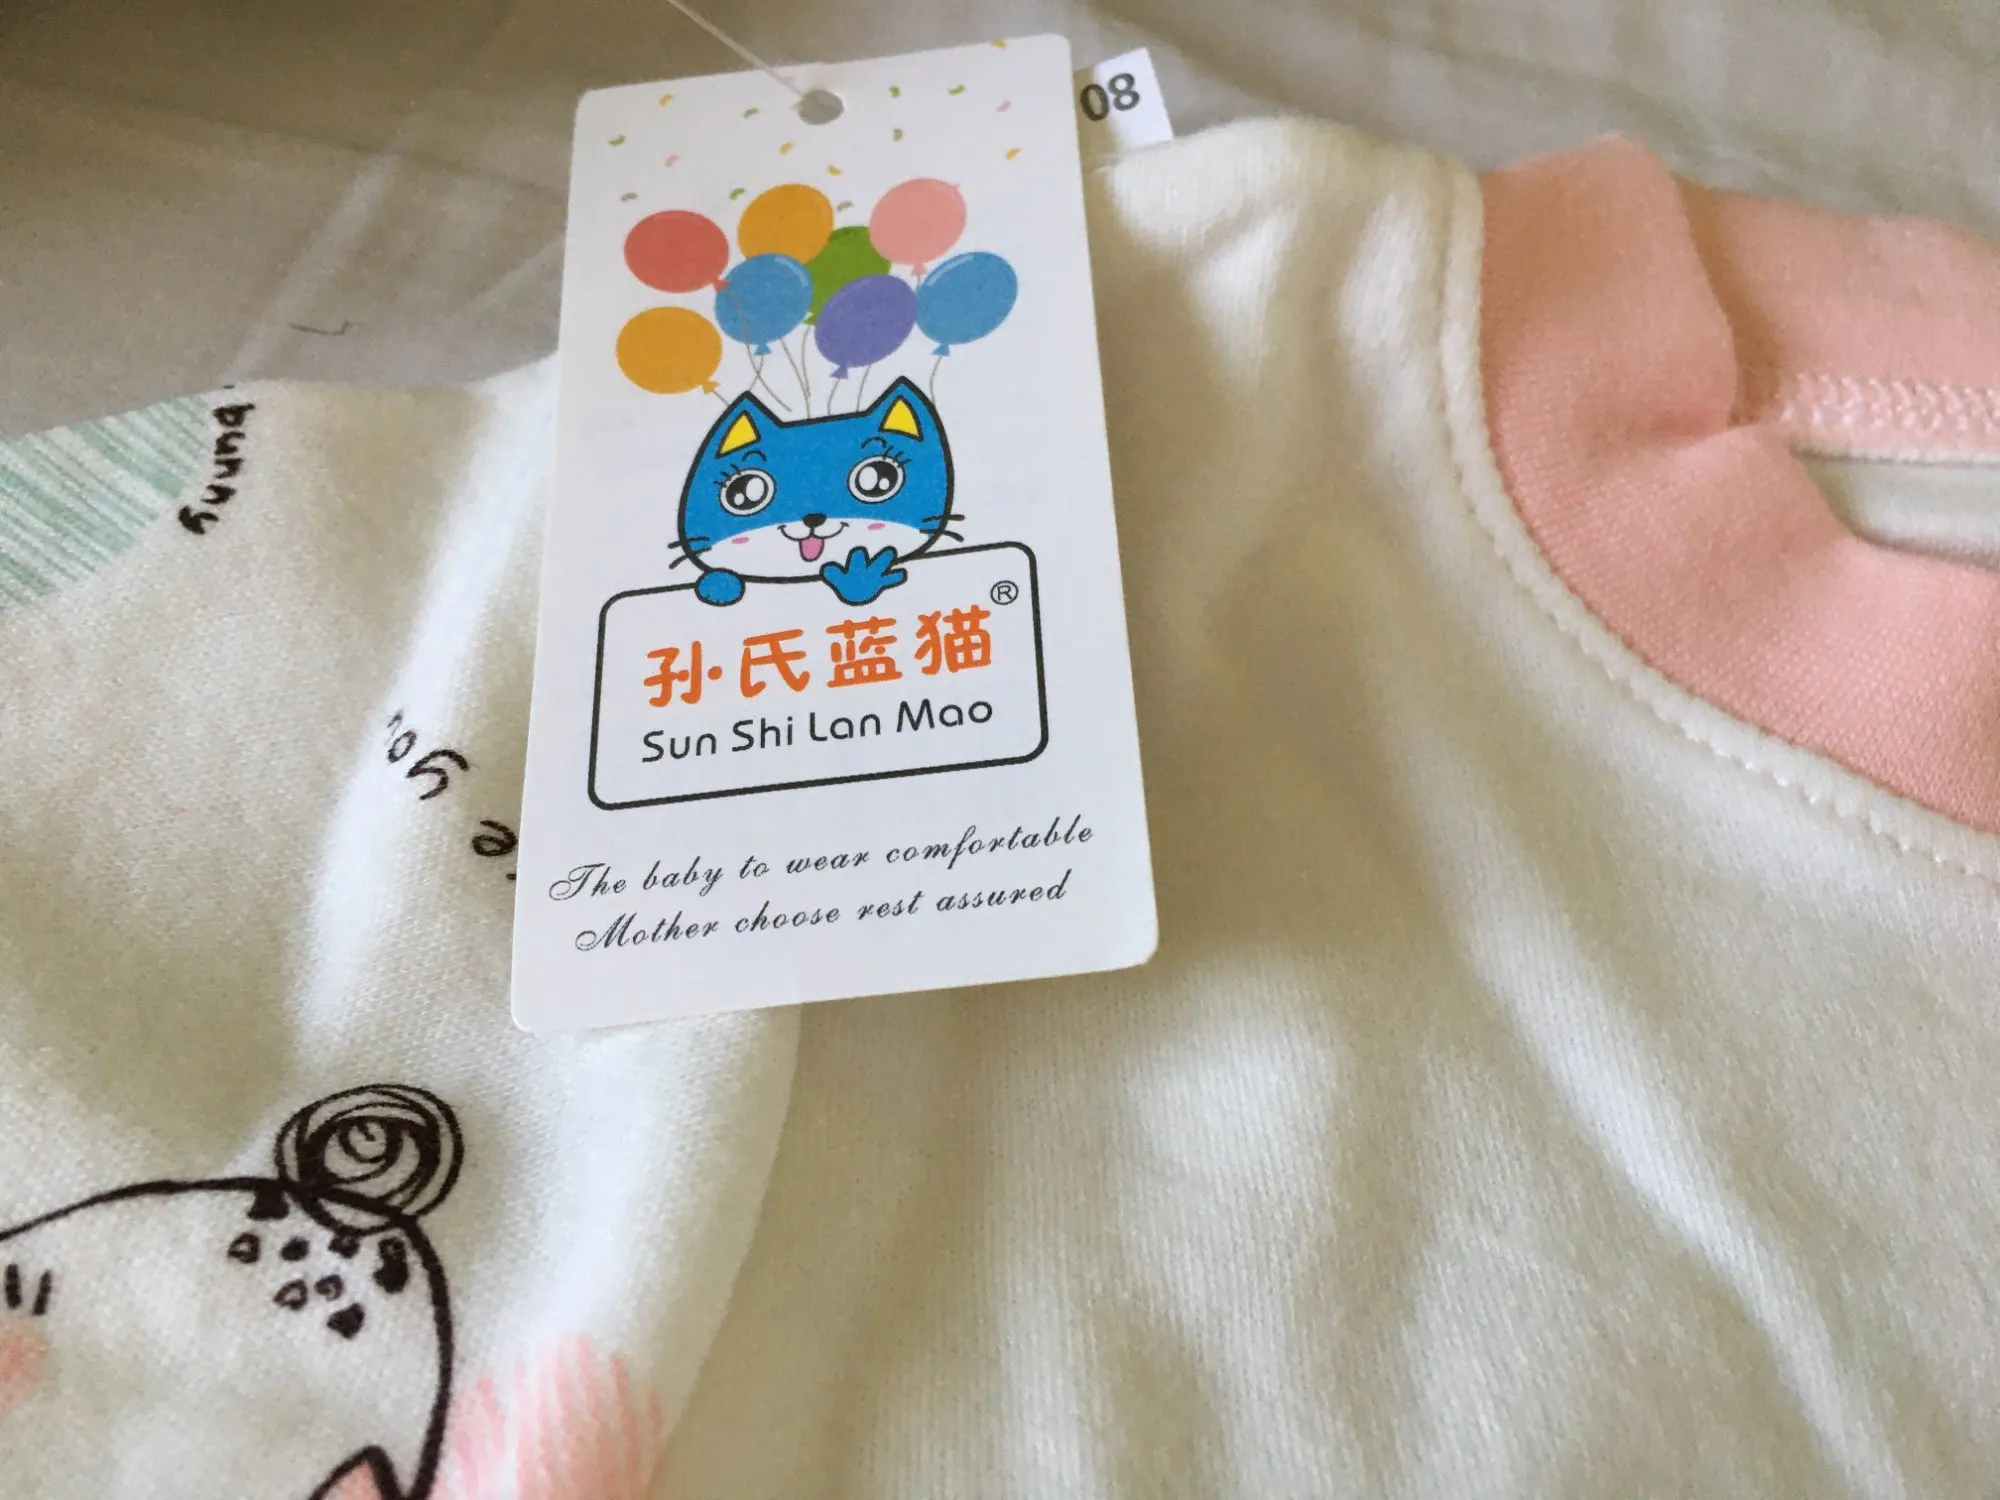 08
孙氏蓝猫®
Sun Shi Lan Mao
The baby to wear comfortable
Mother choose rest assured
bunny